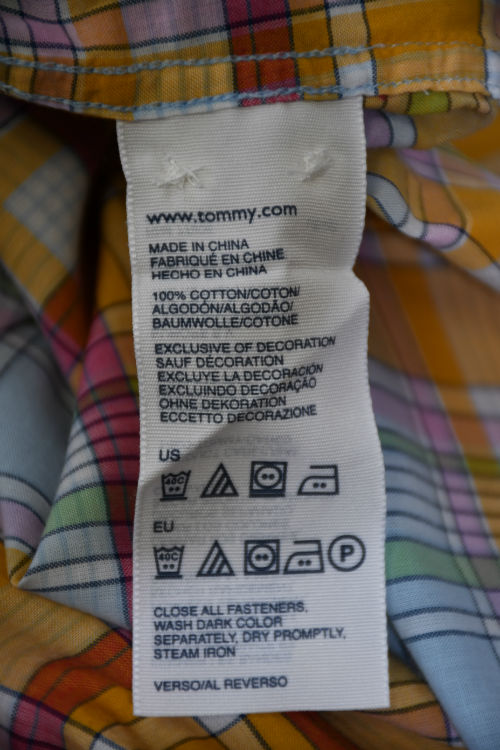 www.tommy.com
MADE IN CHINA
FABRIQUÉ EN CHINE
HECHO EN CHINA
100% COTTON/COTON/
ALGODÓN/ALGODÃO/
BAUMWOLLE/COTONE
EXCLUSIVE OF DECORATION
SAUF DÉCORATION
EXCLUYE LA DECORACIÓN
EXCLUINDO DECORAÇÃO
OHNE DEKORATION
ECCETTO DECORAZIONE
US
40C
EU
40C P
CLOSE ALL FASTENERS,
WASH DARK COLOR
SEPARATELY, DRY PROMPTLY,
STEAM IRON
VERSO/AL REVERSO